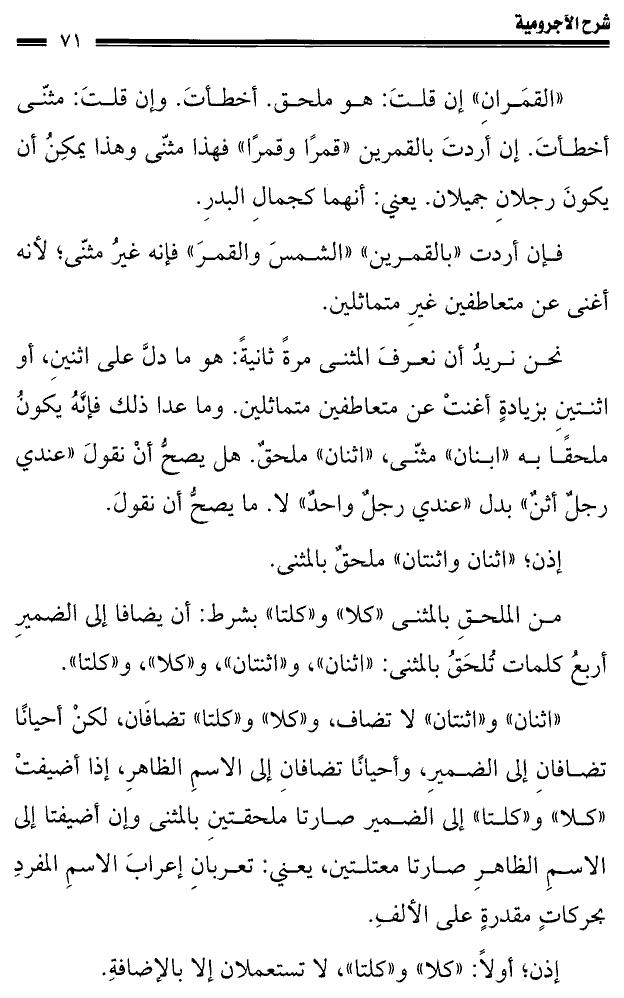 شرح الآجرومية
٧١
«القمَرانِ» إن قلتَ: هو ملحق. أخطأتَ. وإن قلتَ: مثنّى
أخطأتَ. إن أردتَ بالقمرين «قمرًا وقمرًا» فهذا مثنّى وهذا يمكِنُ أن
يكونَ رجلانِ جميلان. يعني: أنهما كجمالِ البدرِ.
فإن أردت «بالقمرين» «الشمسَ والقمرَ» فإنه غيرُ مثنّى؛ لأنه
أغنى عن متعاطفين غيرِ متماثلين.
نحن نريدُ أن نعرفَ المثنى مرةً ثانيةً: هو ما دلَّ على اثنينِ، أو
اثنتينِ بزيادةٍ أغنتْ عن متعاطفين متماثلين. وما عدا ذلك فإنَّهُ يكونُ
ملحقًا به «ابنان» مثنّى، «اثنان» ملحقٌ. هل يصحُّ أنْ نقولَ «عندي
رجلٌ أثنٌ» بدل «عندي رجلٌ واحدٌ» لا. ما يصحُّ أن نقولَ.
إذن؛ «اثنان واثنتان» ملحقٌ بالمثنى.
من الملحقِ بالمثنى «كلا» و«كلتا» بشرط: أن يضافا إلى الضميرِ
أربعُ كلمات تُلحَقُ بالمثنى: «اثنان»، و«اثنتان»، و«كلا»، و«كلتا».
«اثنان» و«اثنتان» لا تضاف، و«كلا» و«كلتا» تضافَان، لكنْ أحيانًا
تضافانِ إلى الضميرِ، وأحيانًا تضافانِ إلى الاسمِ الظاهرِ، إذا أضيفتْ
«كلا» و«كلتا» إلى الضميرِ صارتا ملحقتينِ بالمثنى وإن أضيفتا إلى
الاسمِ الظاهرِ صارتا معتلتين، يعني: تعربانِ إعرابَ الاسمِ المفردِ
بحركاتٍ مقدرةٍ على الألفِ.
إذن؛ أولاً: «كلا» و«كلتا»، لا تستعملان إلا بالإضافةِ.